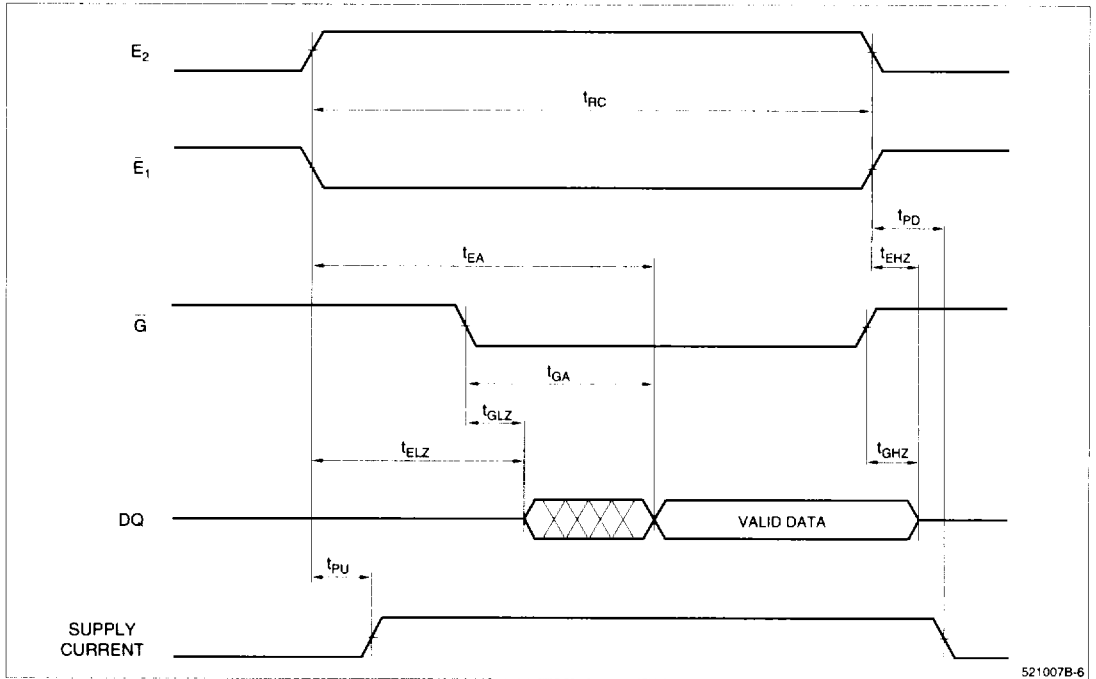 E₂
tRC
Ē₁
tPD
tEHZ
tEA
Ḡ
tGA
tGLZ
tELZ
tGHZ
DQ
VALID DATA
tPU
SUPPLY
CURRENT
521007B-6